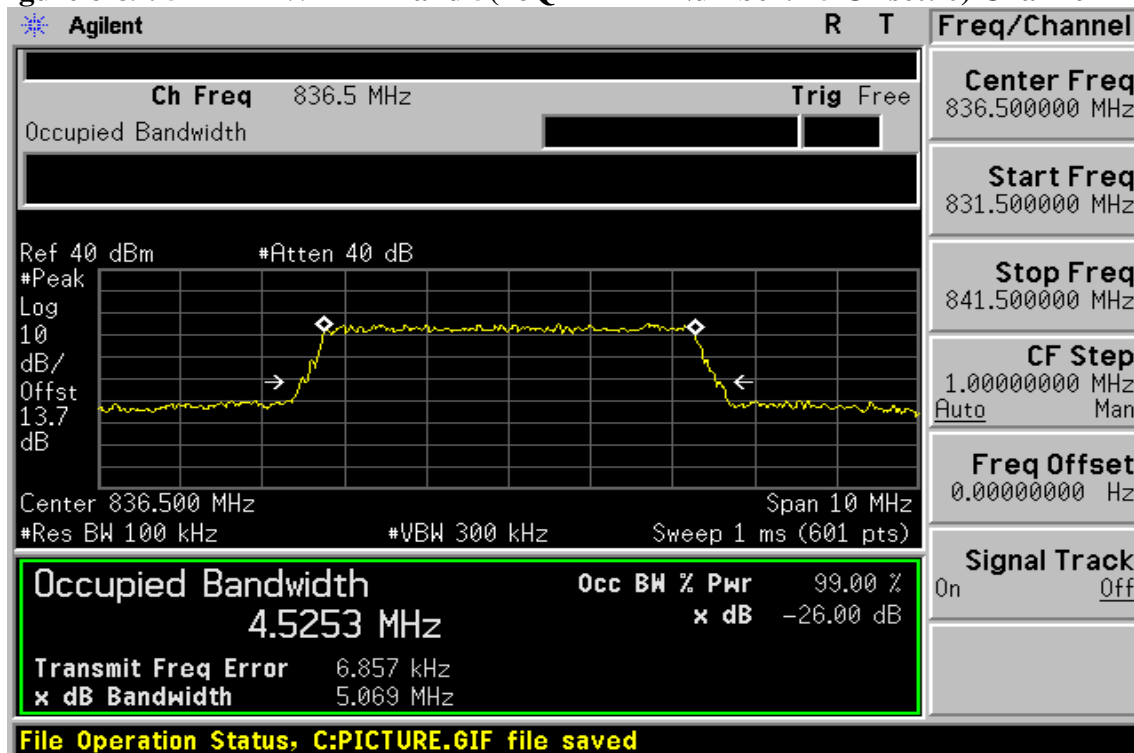 Agilent R T Freq/Channel
Ch Freq 836.5 MHz Trig Free
Occupied Bandwidth
Center Freq
836.500000 MHz
Start Freq
831.500000 MHz
Stop Freq
841.500000 MHz
CF Step
1.00000000 MHz
Auto Man
Freq Offset
0.00000000 Hz
Signal Track
On Off
Ref 40 dBm #Atten 40 dB
#Peak
Log
10
dB/
Offst
13.7
dB
Center 836.500 MHz Span 10 MHz
#Res BW 100 kHz #VBW 300 kHz Sweep 1 ms (601 pts)
Occupied Bandwidth Occ BW % Pwr 99.00 %
4.5253 MHz x dB -26.00 dB
Transmit Freq Error 6.857 kHz
x dB Bandwidth 5.069 MHz
File Operation Status, C:PICTURE.GIF file saved